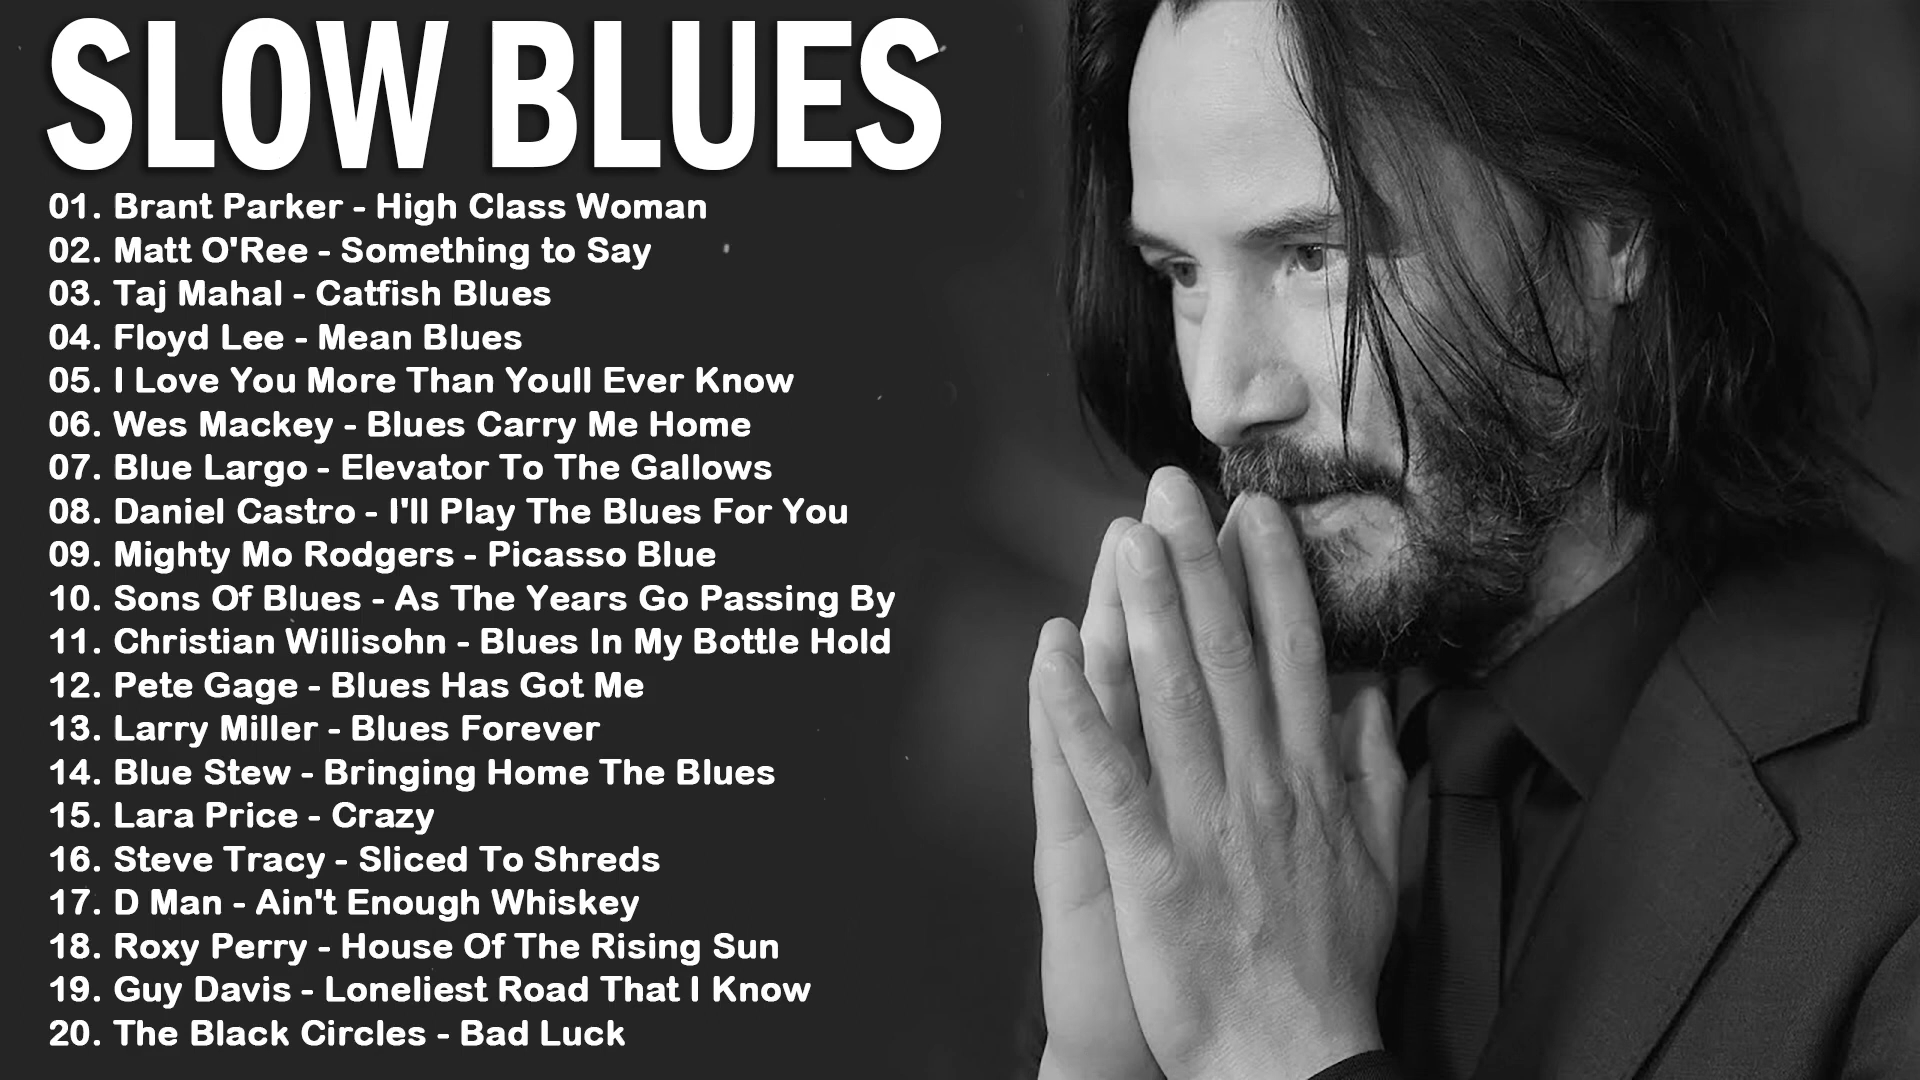 SLOW BLUES
01. Brant Parker - High Class Woman
02. Matt O'Ree - Something to Say
03. Taj Mahal - Catfish Blues
04. Floyd Lee - Mean Blues
05. I Love You More Than Youll Ever Know
06. Wes Mackey - Blues Carry Me Home
07. Blue Largo - Elevator To The Gallows
08. Daniel Castro - I'll Play The Blues For You
09. Mighty Mo Rodgers - Picasso Blue
10. Sons Of Blues - As The Years Go Passing By
11. Christian Willisohn - Blues In My Bottle Hold
12. Pete Gage - Blues Has Got Me
13. Larry Miller - Blues Forever
14. Blue Stew - Bringing Home The Blues
15. Lara Price - Crazy
16. Steve Tracy - Sliced To Shreds
17. D Man - Ain't Enough Whiskey
18. Roxy Perry - House Of The Rising Sun
19. Guy Davis - Loneliest Road That I Know
20. The Black Circles - Bad Luck